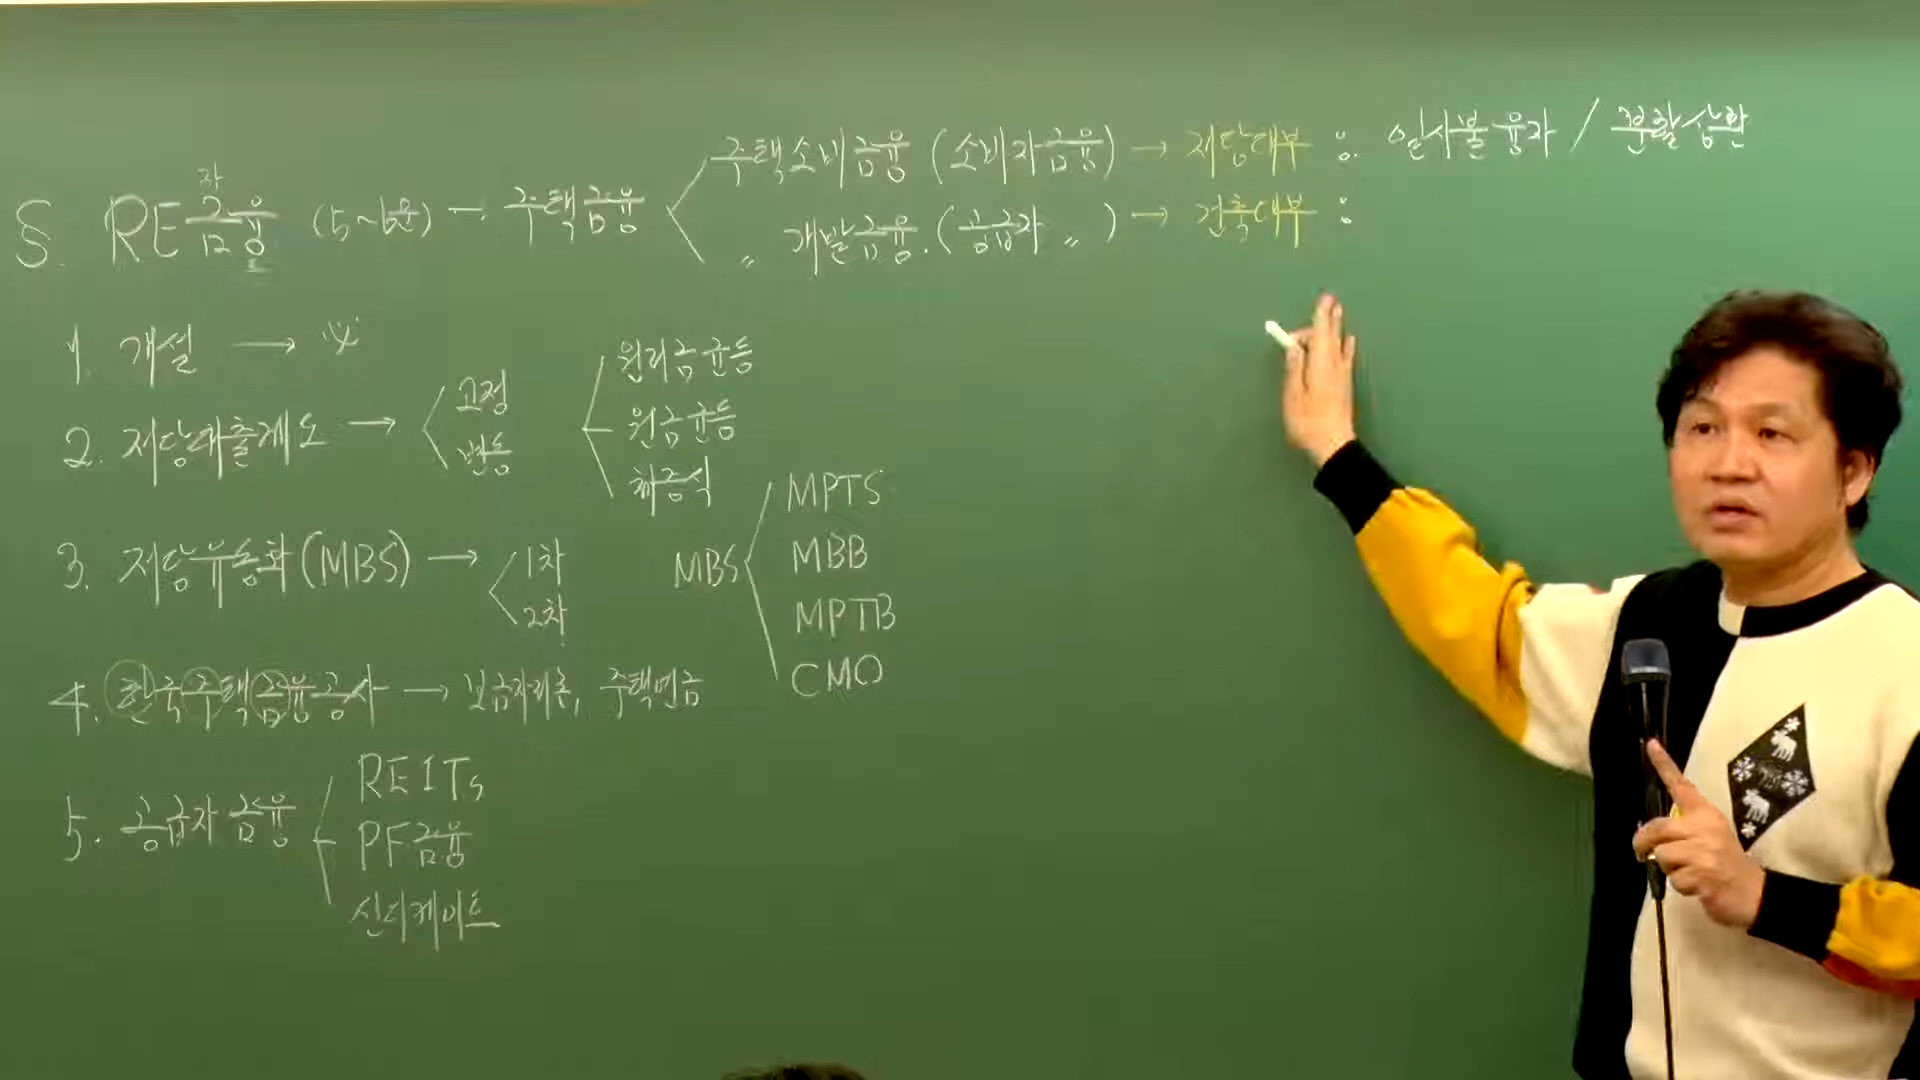 주택소비금융 (소비자금융) → 저당대부 : 일시불융자 / 분할상환
§. RE금융 (5~6문) → 주택금융
〃 개발금융. (공급자 〃 ) → 건축대부 :
1. 개설 →
2. 저당대출제도 → 고정 변동 원리금균등 원금균등 체증식
3. 저당유동화(MBS) → 1차 2차 MBS MPTS MBB MPTB CMO
4. 한국주택금융공사 → 보금자리론, 주택연금
5. 공급자 금융 REITs PF금융 신디케이트